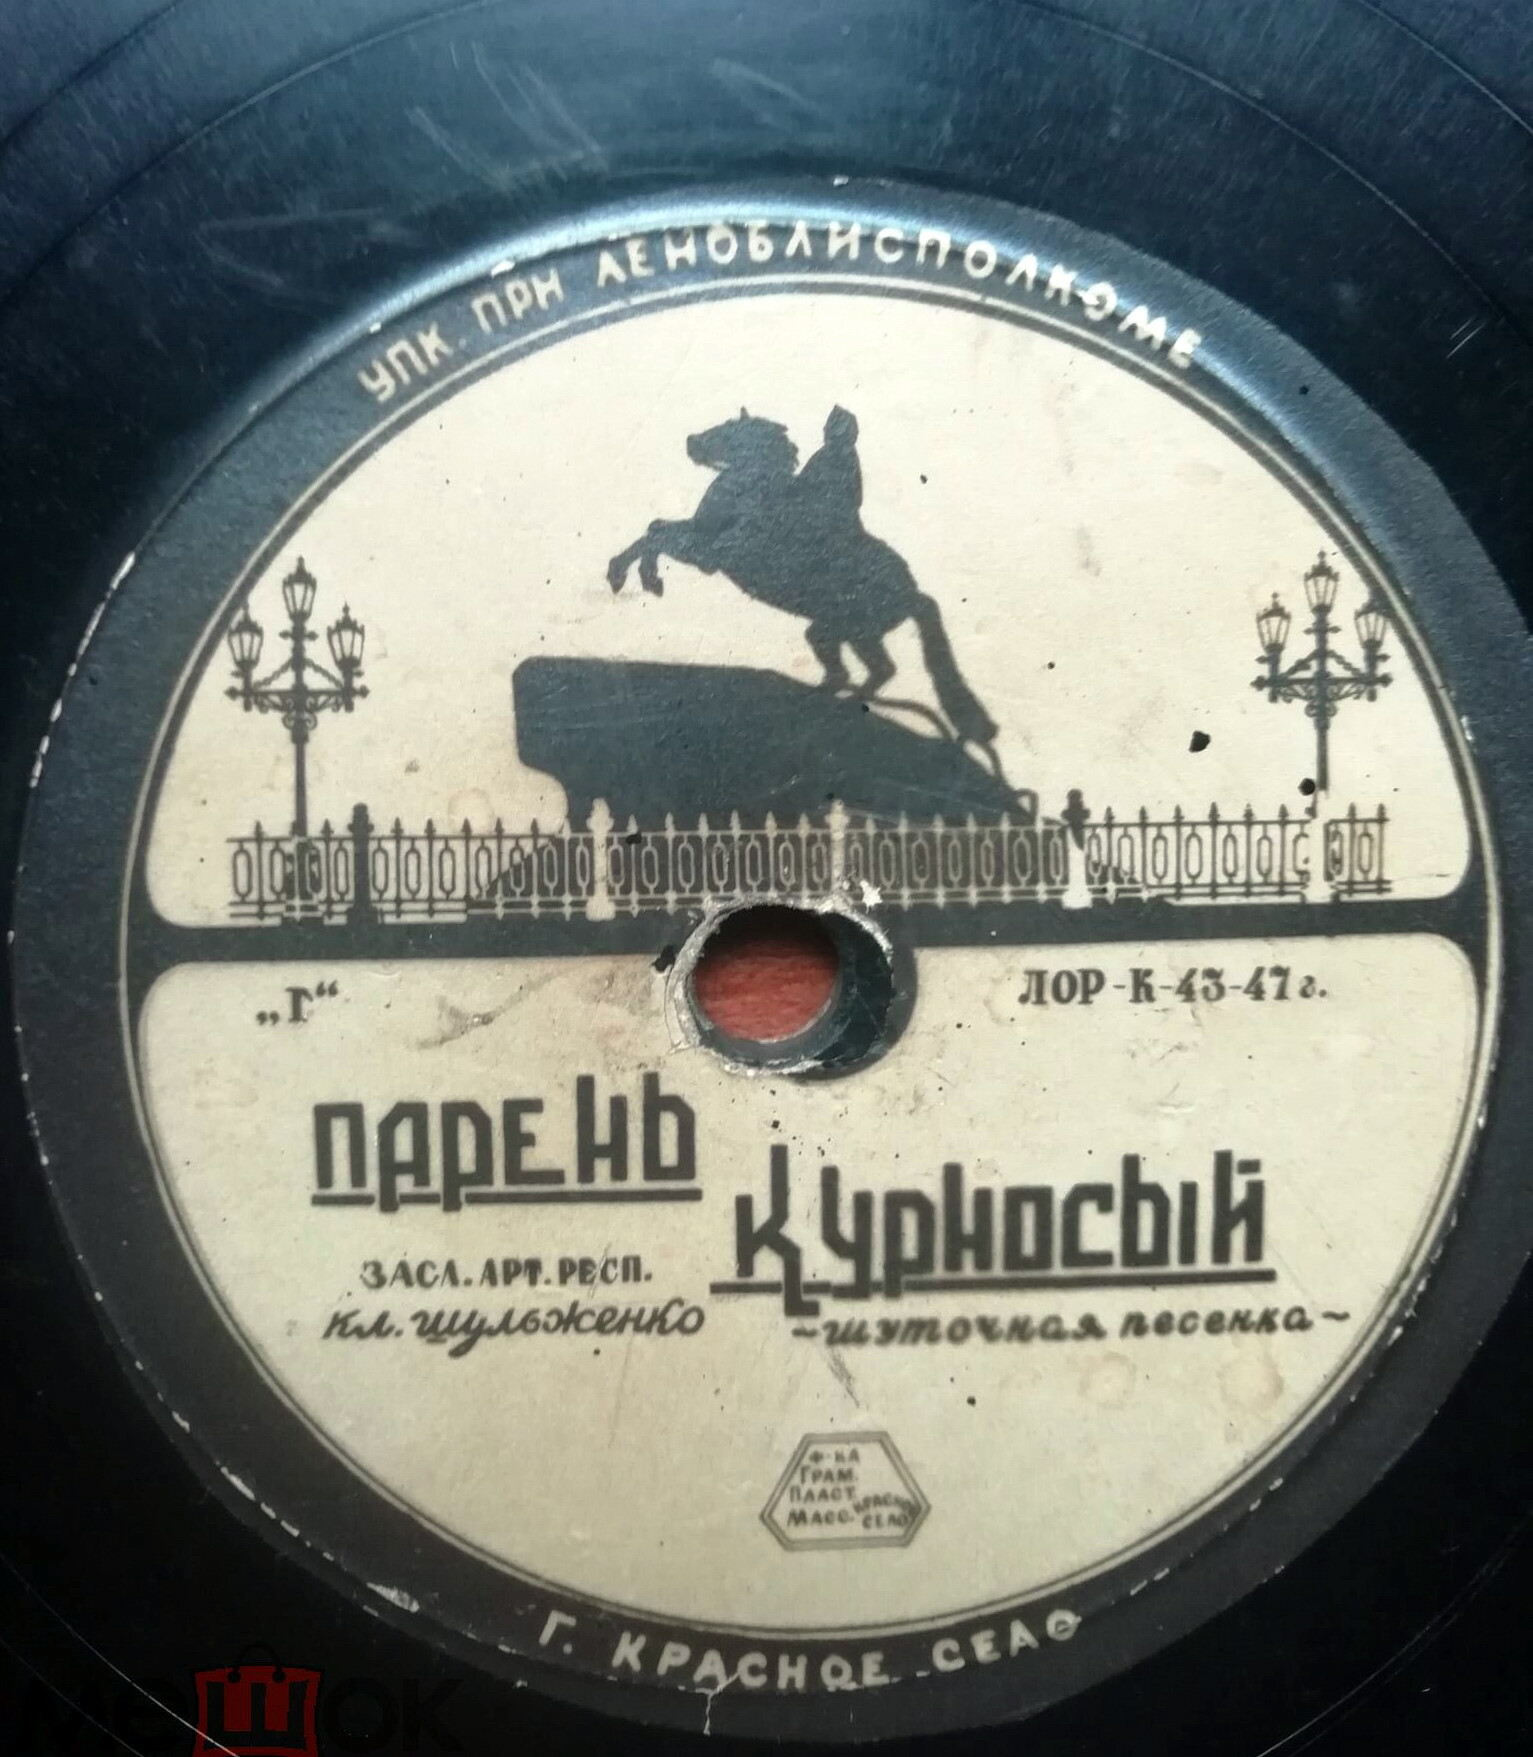 УПК. ПРИ ЛЕНОБЛИСПОЛКОМЕ
„Г“
ЛОР-К-43-47г.
ПАРЕНЬ
КУРНОСЫЙ
ЗАСЛ.АРТ.РЕСП.
кл. шульженко
~шуточная песенка~
Ф-КА
ГРАМ.
ПЛАСТ.
МАСС. КРАСНОЕ
СЕЛО
Г. КРАСНОЕ СЕЛО
мешок